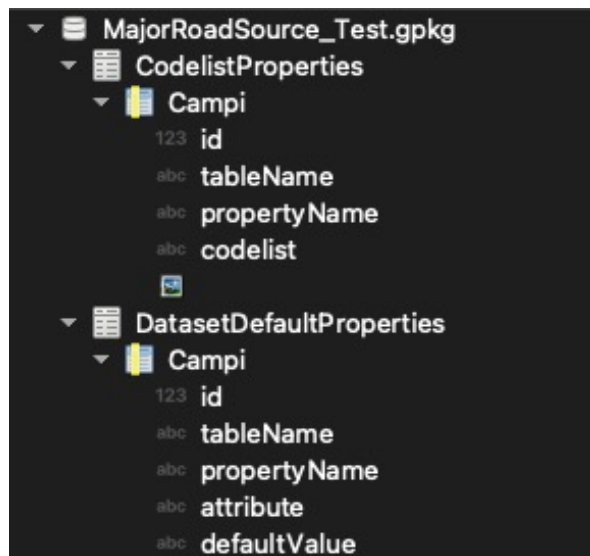 MajorRoadSource_Test.gpkg
CodelistProperties
Campi
123 id
abc tableName
abc propertyName
abc codelist
DatasetDefaultProperties
Campi
123 id
abc tableName
abc propertyName
abc attribute
abc defaultValue